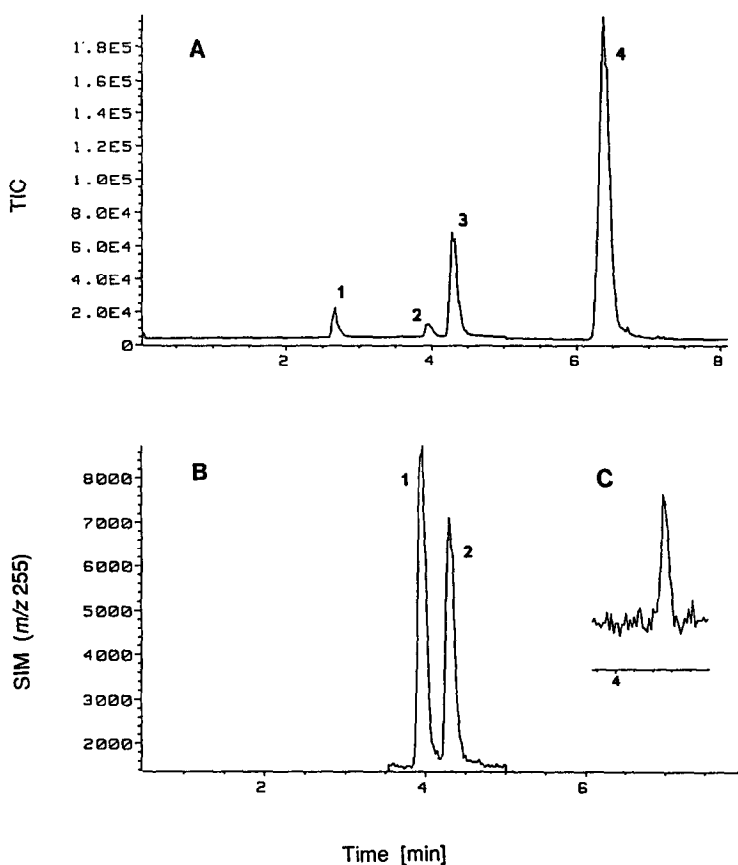 A
1.8E5
1.6E5
1.4E5
1.2E5
1.0E5
8.0E4
6.0E4
4.0E4
2.0E4
0
TIC
1
2
3
4
2 4 6 8
B
8000
7000
6000
5000
4000
3000
2000
SIM (m/z 255)
1
2
C
4
2 4 6
Time [min]